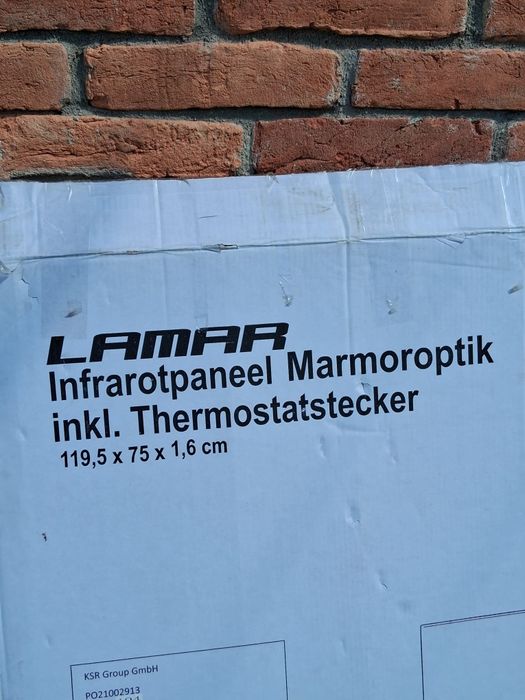 LAMAR
Infrarotpaneel Marmoroptik
inkl. Thermostatstecker
119,5 x 75 x 1,6 cm
KSR Group GmbH
PO21002913